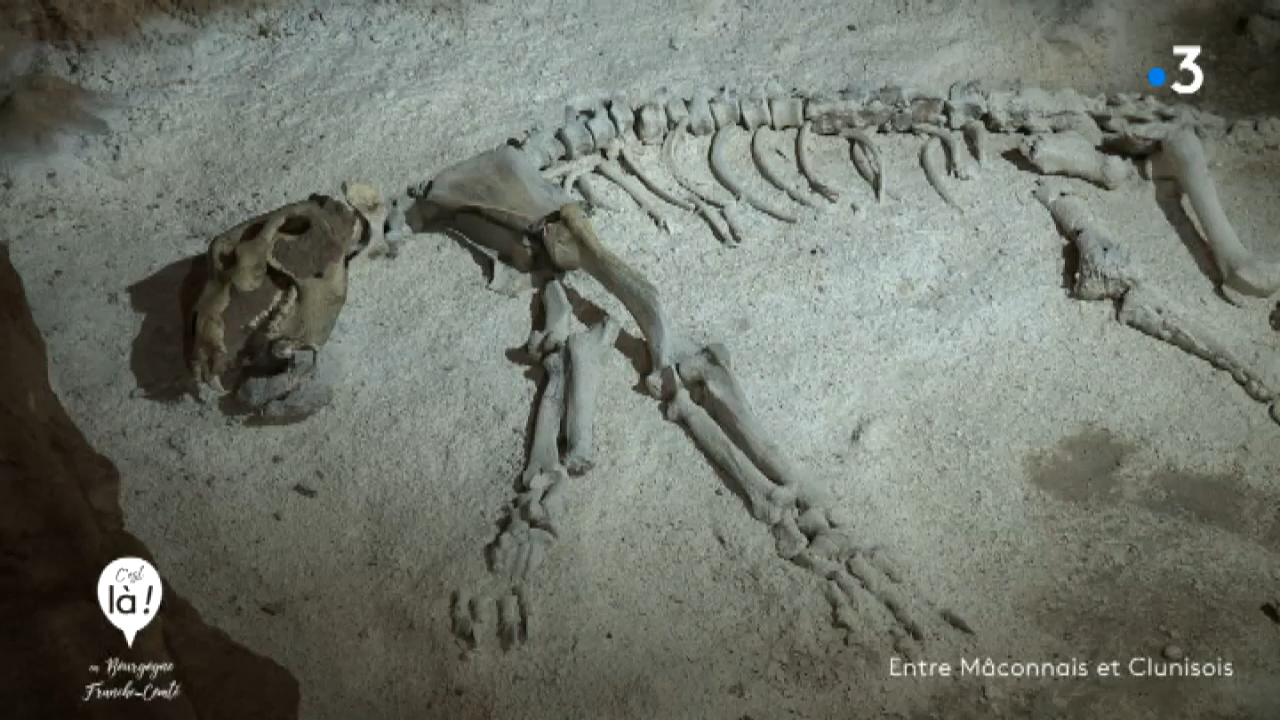 3
C'est
là !
en Bourgogne
Franche-Comté
Entre Mâconnais et Clunisois